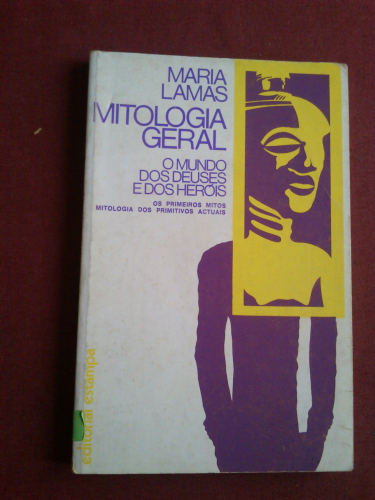 MARIA
LAMAS
MITOLOGIA
GERAL
O MUNDO
DOS DEUSES
E DOS HERÓIS
OS PRIMEIROS MITOS
MITOLOGIA DOS PRIMITIVOS ACTUAIS
editorial estampa